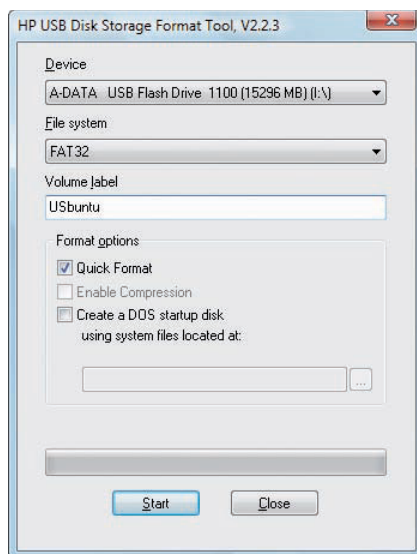 HP USB Disk Storage Format Tool, V2.2.3
Device
A-DATA USB Flash Drive 1100 (15296 MB) (I:\)
File system
FAT32
Volume label
USbuntu
Format options
Quick Format
Enable Compression
Create a DOS startup disk
using system files located at:
...
Start
Close